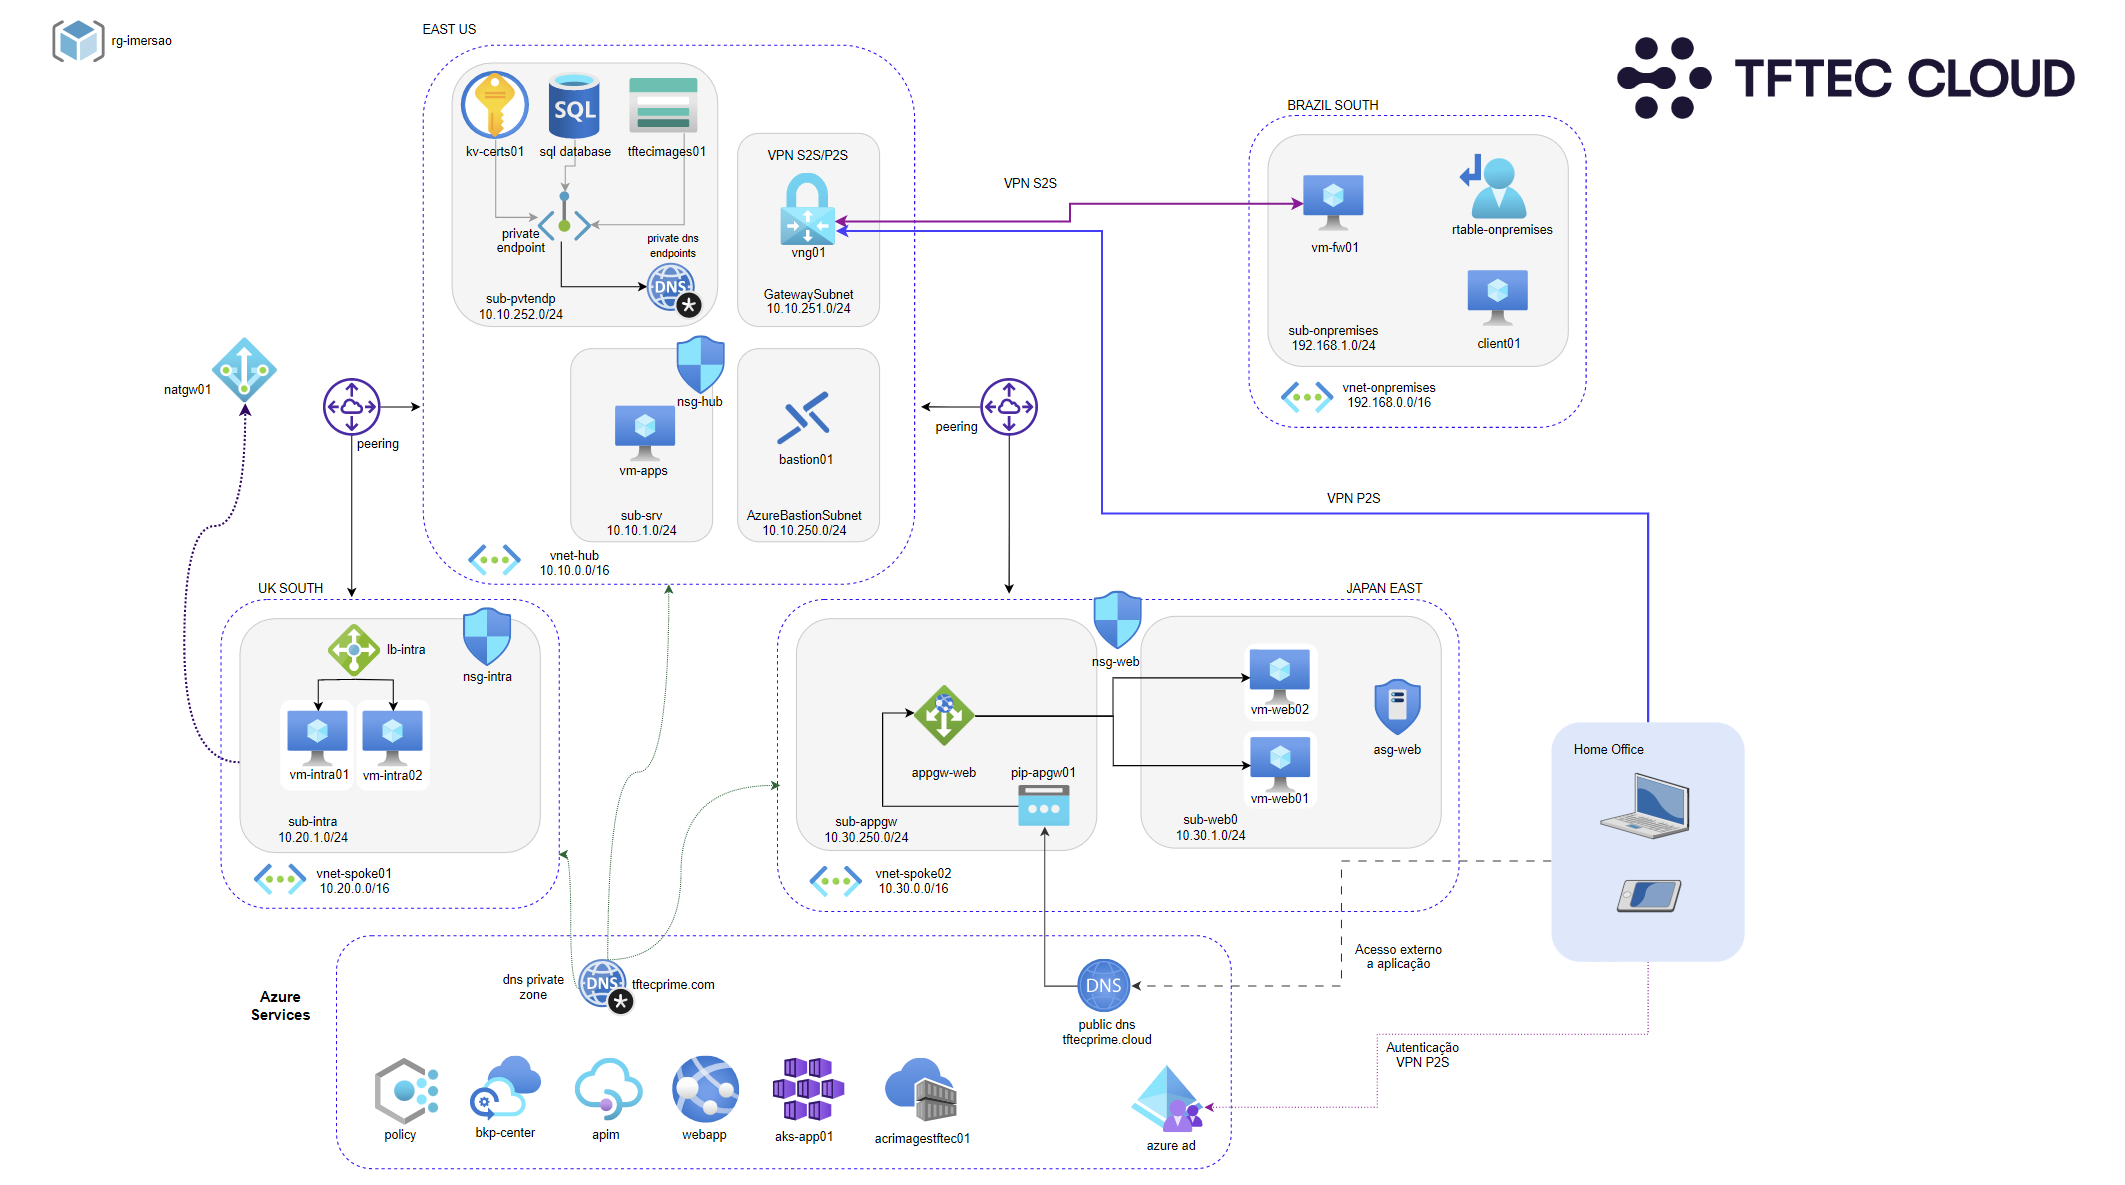 rg-imersao
EAST US
TFTEC CLOUD
kv-certs01
SQL
sql database
tftecimages01
private
endpoint
private dns
endpoints
DNS
sub-pvtendp
10.10.252.0/24
VPN S2S/P2S
vng01
GatewaySubnet
10.10.251.0/24
VPN S2S
BRAZIL SOUTH
vm-fw01
rtable-onpremises
client01
sub-onpremises
192.168.1.0/24
vnet-onpremises
192.168.0.0/16
natgw01
peering
nsg-hub
vm-apps
sub-srv
10.10.1.0/24
bastion01
AzureBastionSubnet
10.10.250.0/24
vnet-hub
10.10.0.0/16
peering
VPN P2S
UK SOUTH
lb-intra
nsg-intra
vm-intra01
vm-intra02
sub-intra
10.20.1.0/24
vnet-spoke01
10.20.0.0/16
JAPAN EAST
nsg-web
appgw-web
pip-apgw01
sub-appgw
10.30.250.0/24
vm-web02
vm-web01
asg-web
sub-web0
10.30.1.0/24
vnet-spoke02
10.30.0.0/16
Home Office
Acesso externo
a aplicação
Autenticação
VPN P2S
Azure
Services
dns private
zone
DNS
tftecprime.com
DNS
public dns
tftecprime.cloud
policy
bkp-center
apim
webapp
aks-app01
acrimagestftec01
azure ad